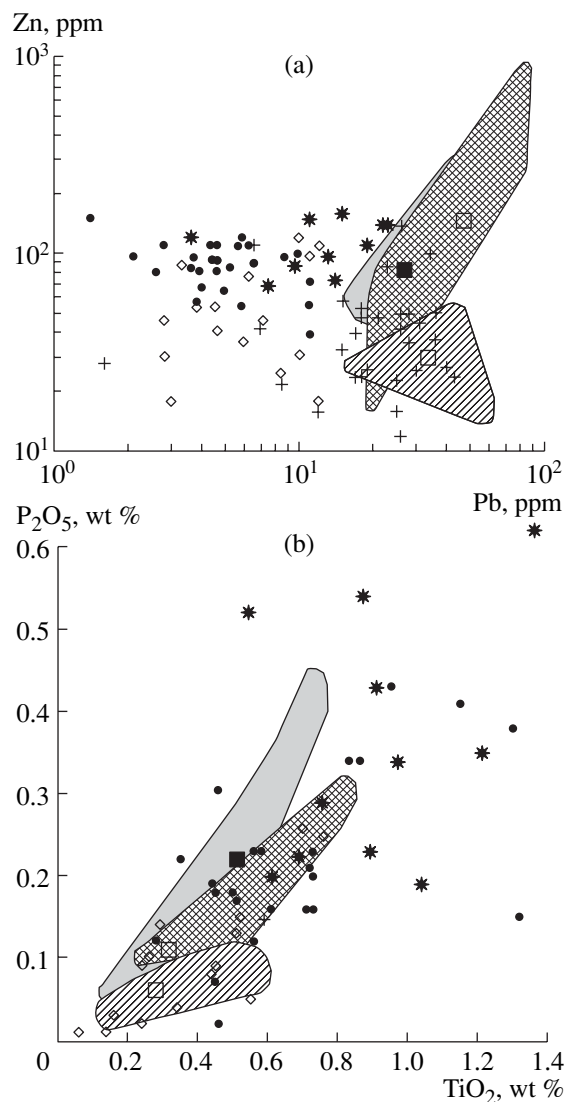 Zn, ppm
10³
(a)
10²
10¹
10⁰ 10¹ 10²
Pb, ppm
P₂O₅, wt %
(b)
0.6
0.5
0.4
0.3
0.2
0.1
0 0.2 0.4 0.6 0.8 1.0 1.2 1.4
TiO₂, wt %